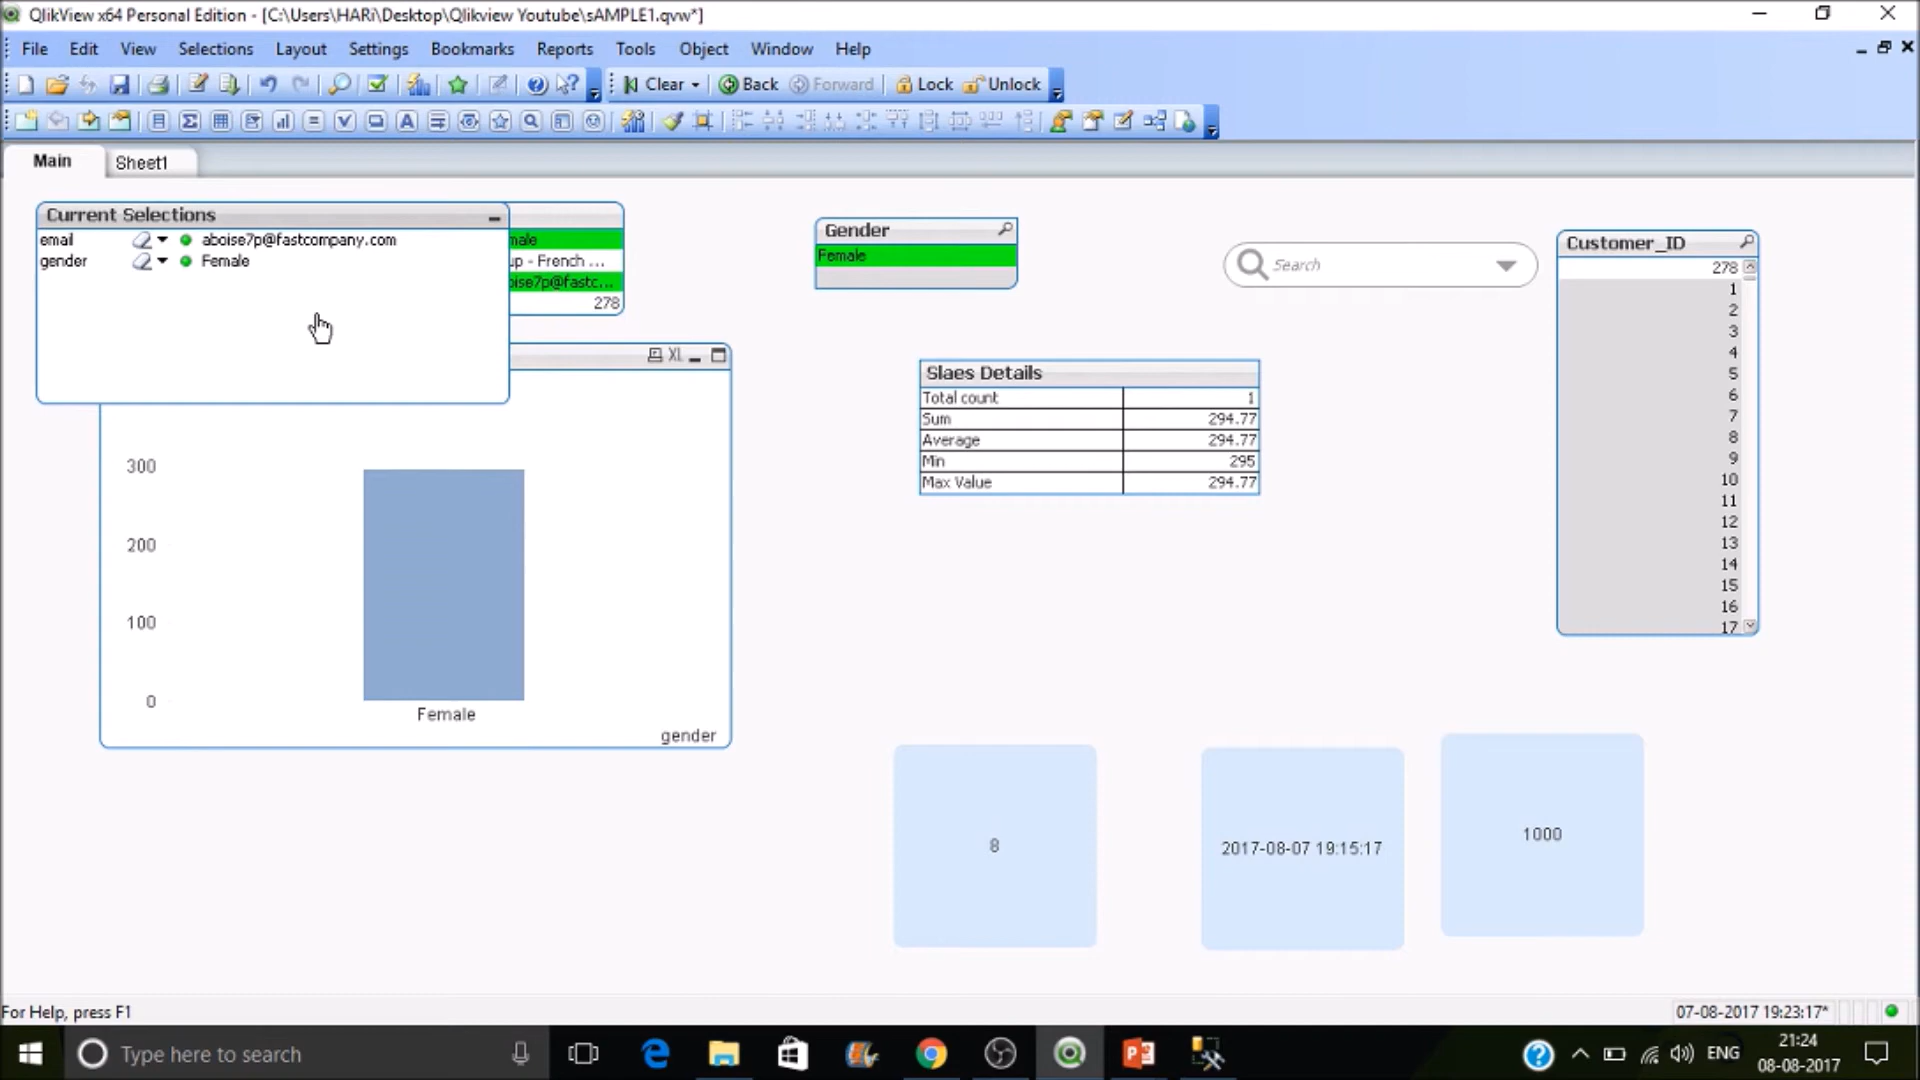 QlikView x64 Personal Edition - [C:\Users\HARi\Desktop\Qlikview Youtube\sAMPLE1.qvw*]
File Edit View Selections Layout Settings Bookmarks Reports Tools Object Window Help
Clear Back Forward Lock Unlock
Main Sheet1
Current Selections
email aboise7p@fastcompany.com
gender Female
male
up - French ...
oise7p@fastc...
278
XL
300
200
100
0
Female
gender
Gender
Female
Search
Slaes Details
Total count 1
Sum 294.77
Average 294.77
Min 295
Max Value 294.77
Customer_ID
278
1
2
3
4
5
6
7
8
9
10
11
12
13
14
15
16
17
8
2017-08-07 19:15:17
1000
For Help, press F1
07-08-2017 19:23:17*
Type here to search
ENG
21:24
08-08-2017